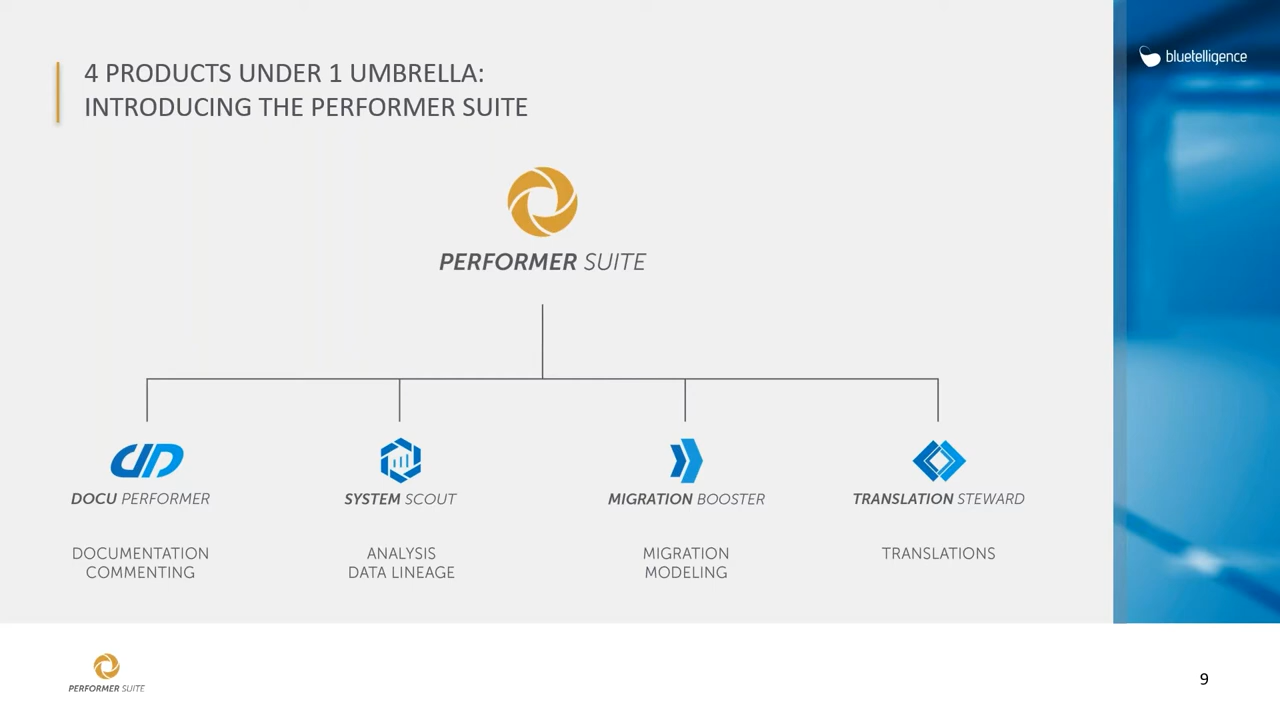 4 PRODUCTS UNDER 1 UMBRELLA:
INTRODUCING THE PERFORMER SUITE
bluetelligence
PERFORMER SUITE
DOCU PERFORMER
SYSTEM SCOUT
MIGRATION BOOSTER
TRANSLATION STEWARD
DOCUMENTATION
COMMENTING
ANALYSIS
DATA LINEAGE
MIGRATION
MODELING
TRANSLATIONS
PERFORMER SUITE
9